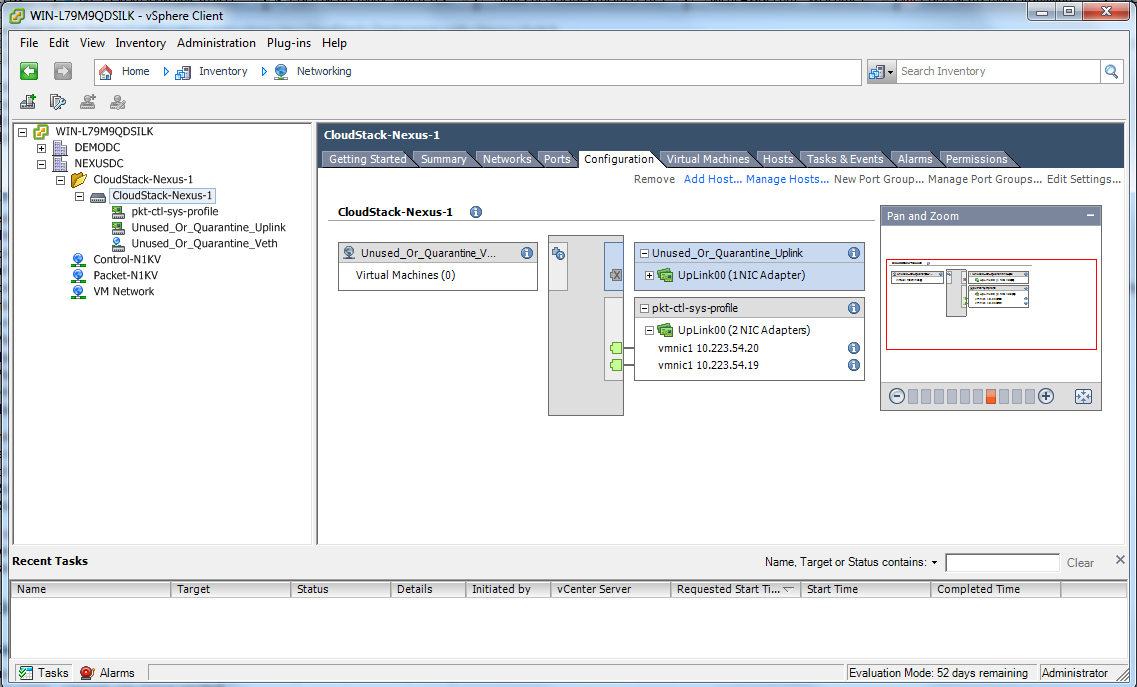 WIN-L79M9QDSILK - vSphere Client
File Edit View Inventory Administration Plug-ins Help
Home Inventory Networking
Search Inventory
WIN-L79M9QDSILK
DEMODC
NEXUSDC
CloudStack-Nexus-1
CloudStack-Nexus-1
pkt-ctl-sys-profile
Unused_Or_Quarantine_Uplink
Unused_Or_Quarantine_Veth
Control-N1KV
Packet-N1KV
VM Network
CloudStack-Nexus-1
Getting Started Summary Networks Ports Configuration Virtual Machines Hosts Tasks & Events Alarms Permissions
Remove Add Host... Manage Hosts... New Port Group... Manage Port Groups... Edit Settings...
CloudStack-Nexus-1
Unused_Or_Quarantine_V...
Virtual Machines (0)
Unused_Or_Quarantine_Uplink
UpLink00 (1 NIC Adapter)
pkt-ctl-sys-profile
UpLink00 (2 NIC Adapters)
vmnic1 10.223.54.20
vmnic1 10.223.54.19
Pan and Zoom
Recent Tasks
Name, Target or Status contains:
Clear
Name Target Status Details Initiated by vCenter Server Requested Start Ti... Start Time Completed Time
Tasks Alarms
Evaluation Mode: 52 days remaining
Administrator